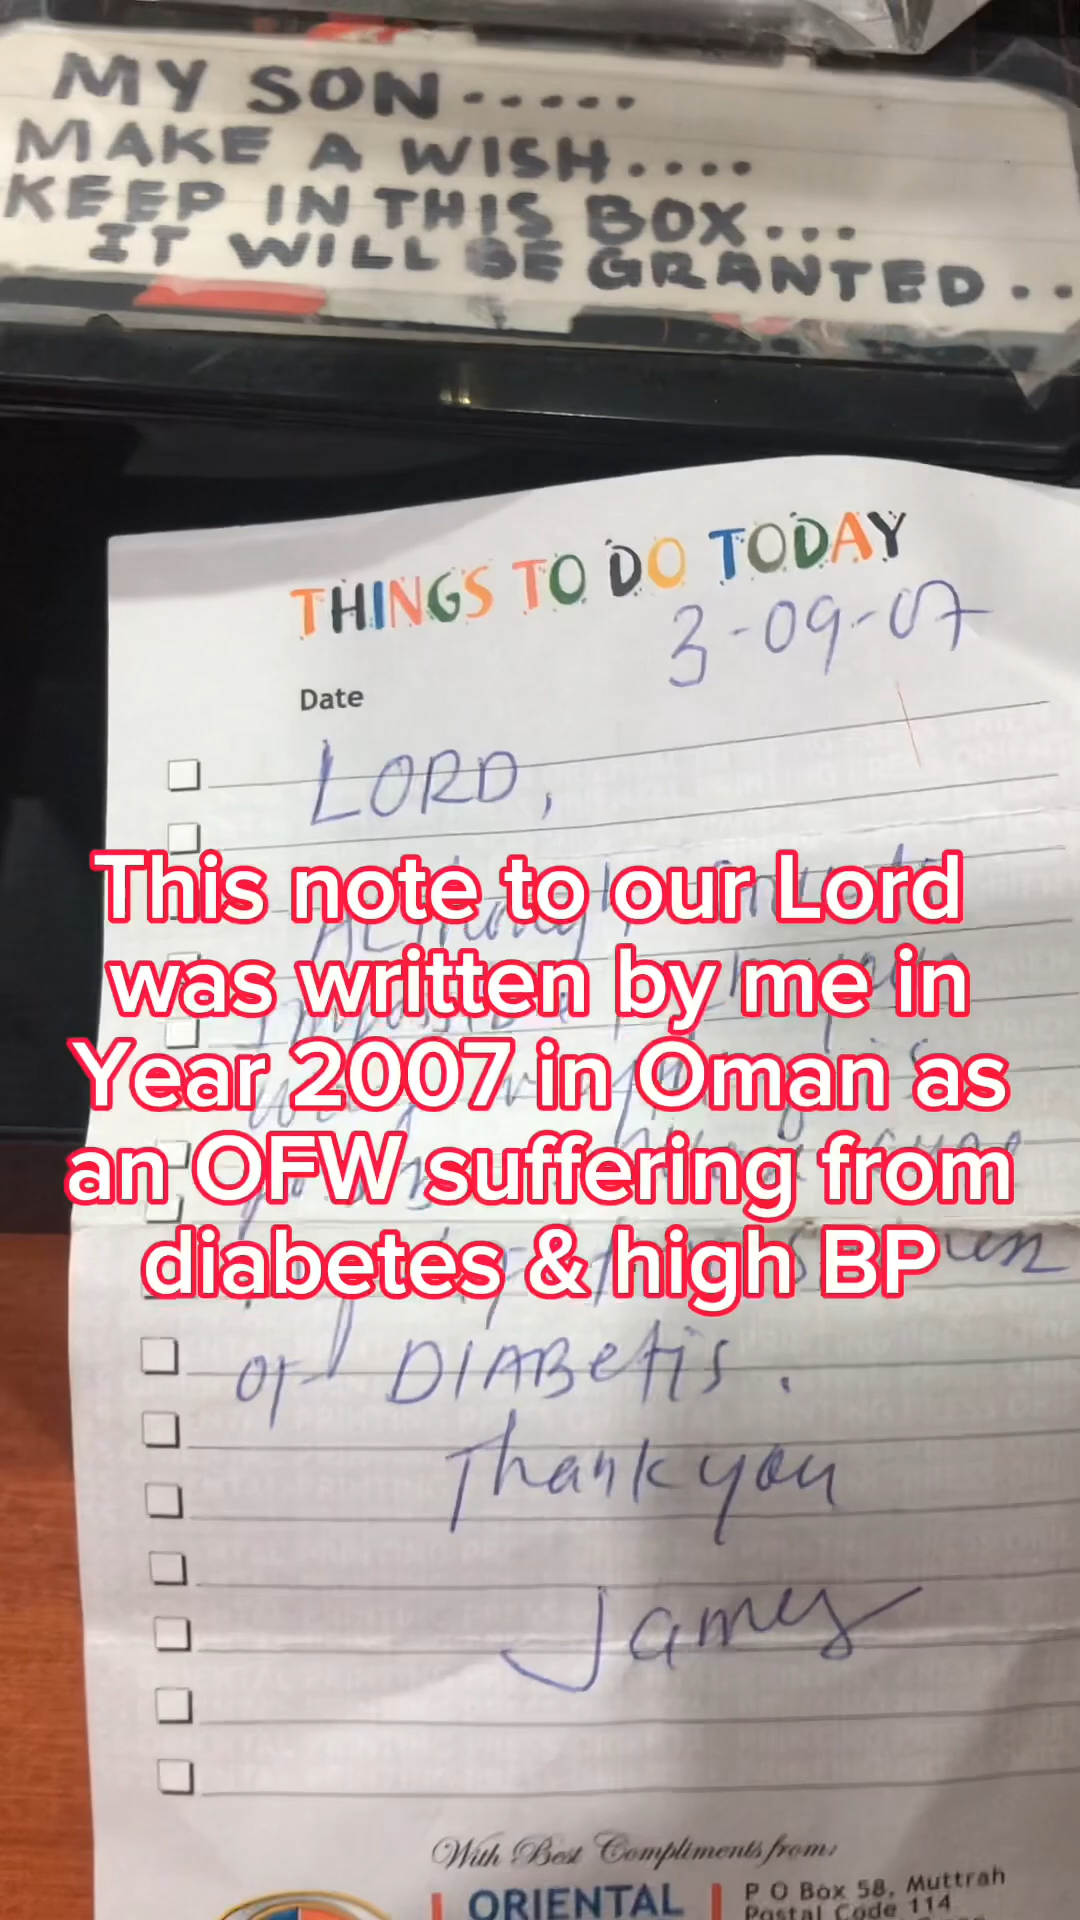 MY SON.....
MAKE A WISH....
KEEP IN THIS BOX...
IT WILL BE GRANTED..
THINGS TO DO TODAY
3-09-07
Date
LORD,
This note to our Lord
was written by me in
Year 2007 in Oman as
an OFW suffering from
diabetes & high BP
of DIABetis.
Thank you
James
With Best Compliments from:
ORIENTAL
P O Box 58, Muttrah
Postal Code 114